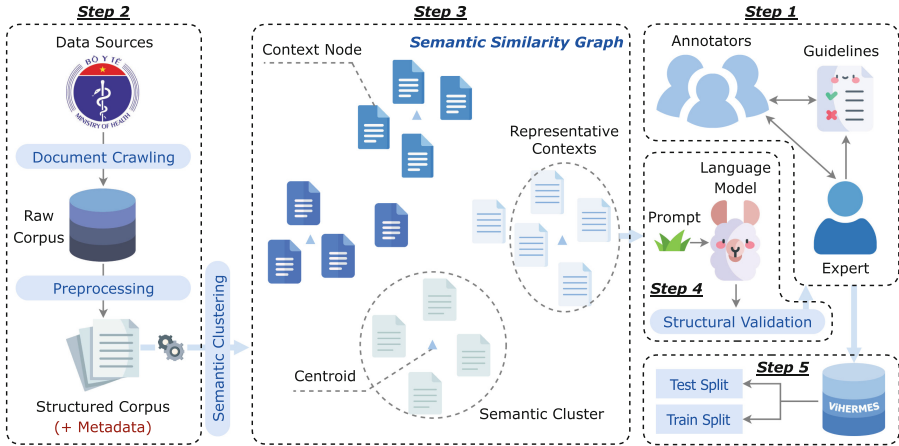 Step 2
Data Sources
BỘ Y TẾ
MINISTRY OF HEALTH
Document Crawling
Raw
Corpus
Preprocessing
Structured Corpus
(+ Metadata)
Semantic Clustering
Step 3
Semantic Similarity Graph
Context Node
Representative
Contexts
Centroid
Semantic Cluster
Step 1
Annotators
Guidelines
Expert
Language
Model
Prompt
Step 4
Structural Validation
Step 5
Test Split
Train Split
ViHERMES